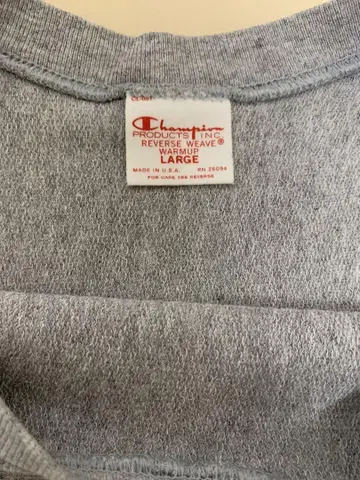 Champion
PRODUCTS INC.
REVERSE WEAVE®
WARMUP
LARGE
MADE IN U.S.A. RN 26094
FOR CARE SEE REVERSE